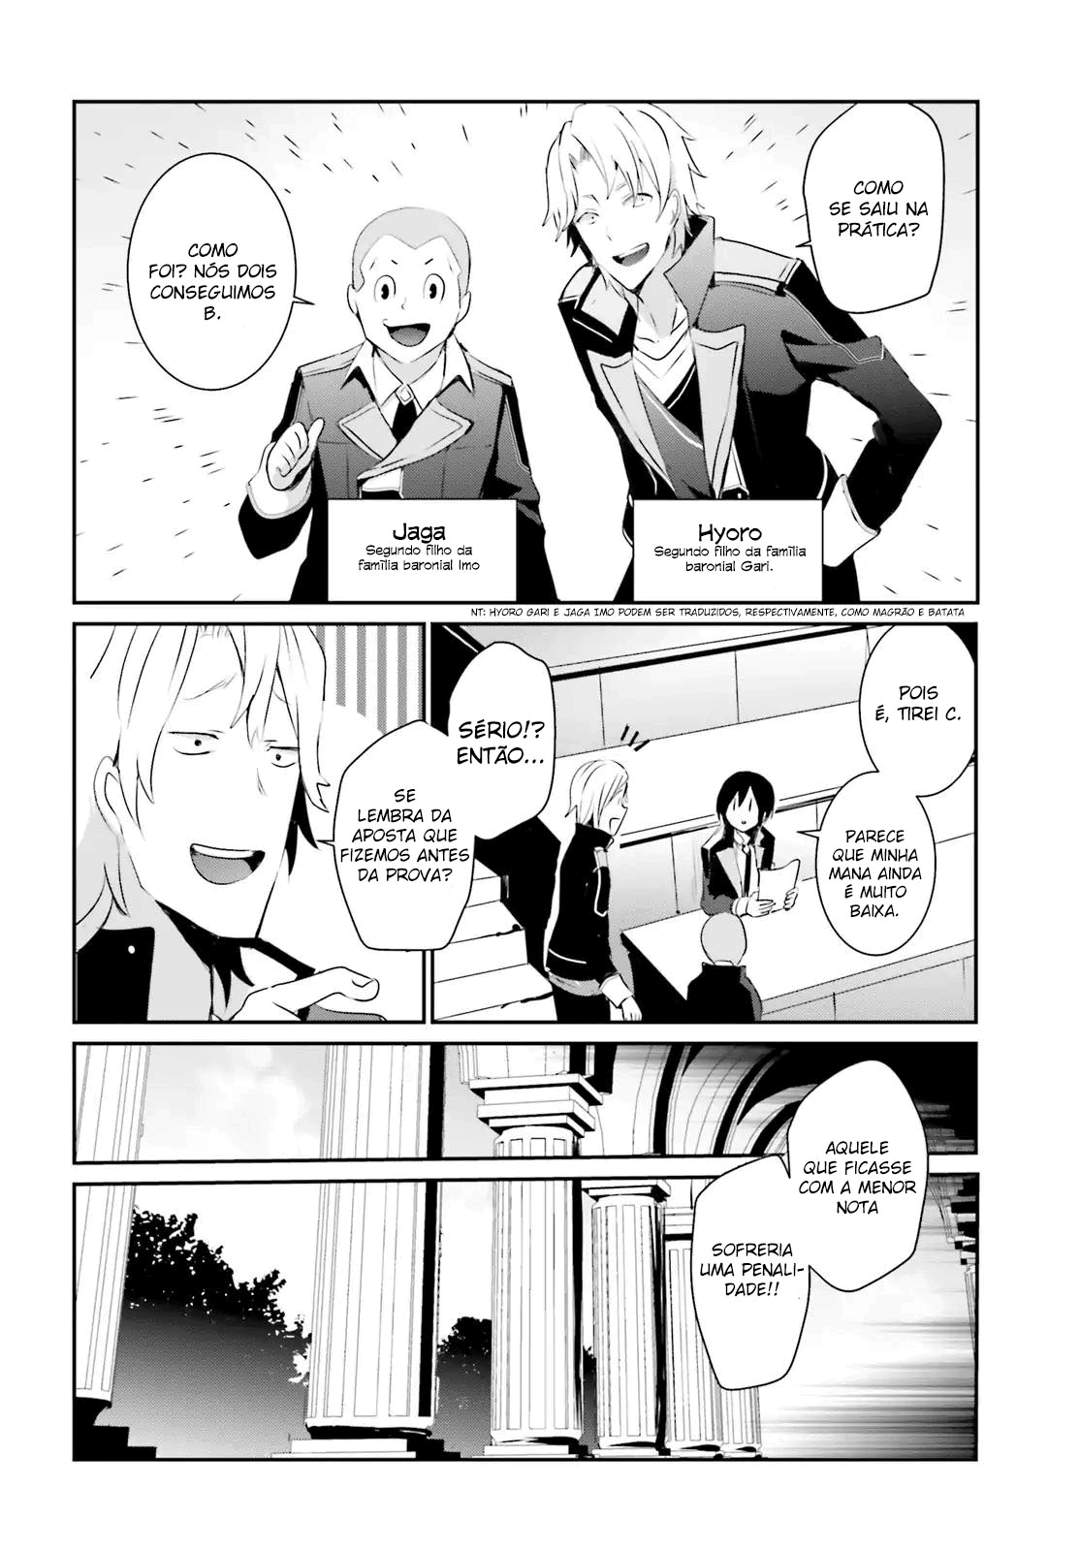 COMO
SE SAIU NA
PRÁTICA?
COMO
FOI? NÓS DOIS
CONSEGUIMOS
B.
Hyoro
Segundo filho da família
baronial Gari.
Jaga
Segundo filho da
família baronial Imo
NT: HYORO GARI E JAGA IMO PODEM SER TRADUZIDOS, RESPECTIVAMENTE, COMO MAGRÃO E BATATA
POIS
É, TIREI C.
PARECE
QUE MINHA
MANA AINDA
É MUITO
BAIXA.
SÉRIO!?
ENTÃO...
SE
LEMBRA DA
APOSTA QUE
FIZEMOS ANTES
DA PROVA?
AQUELE
QUE FICASSE
COM A MENOR
NOTA
SOFRERIA
UMA PENALI-
DADE!!